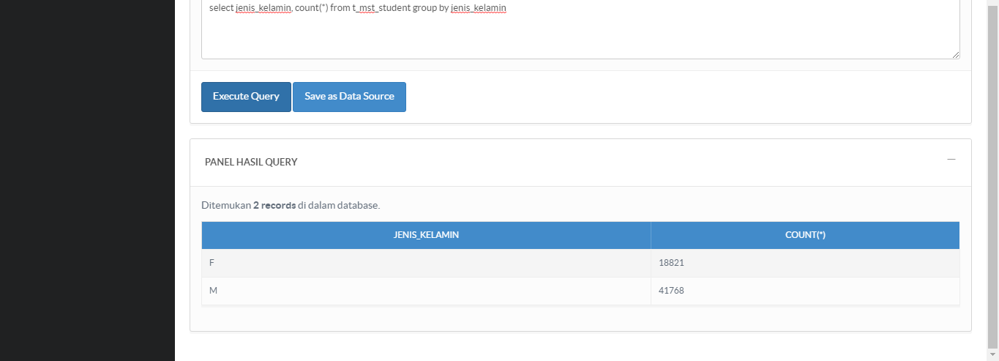 select jenis_kelamin, count(*) from t_mst_student group by jenis_kelamin
Execute Query Save as Data Source
PANEL HASIL QUERY
Ditemukan 2 records di dalam database.
JENIS_KELAMIN COUNT(*)
F 18821
M 41768